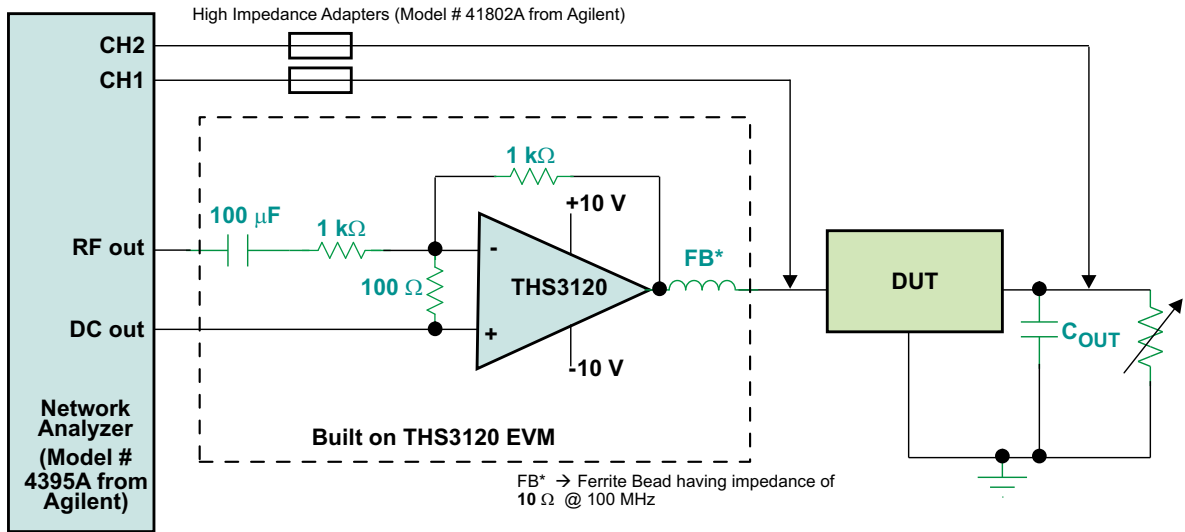 High Impedance Adapters (Model # 41802A from Agilent)
CH2
CH1
1 kΩ
+10 V
100 μF
1 kΩ
RF out
-
FB*
100 Ω
THS3120
DUT
DC out
+
COUT
-10 V
Network
Analyzer
(Model #
4395A from
Agilent)
Built on THS3120 EVM
FB* → Ferrite Bead having impedance of
10 Ω @ 100 MHz